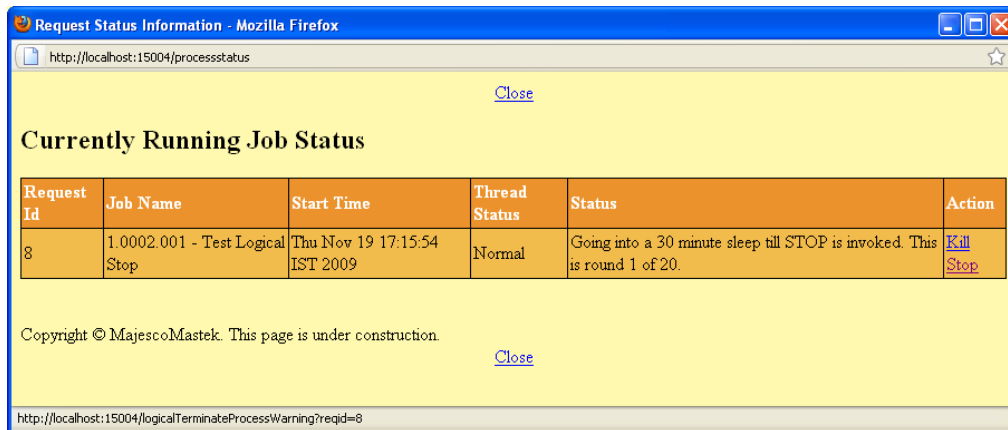 Request Status Information - Mozilla Firefox
http://localhost:15004/processstatus
Close
Currently Running Job Status
Request Id Job Name Start Time Thread Status Status Action
8 1.0002.001 - Test Logical Stop Thu Nov 19 17:15:54 IST 2009 Normal Going into a 30 minute sleep till STOP is invoked. This is round 1 of 20. Kill Stop
Copyright © MajescoMastek. This page is under construction.
Close
http://localhost:15004/logicalTerminateProcessWarning?reqid=8